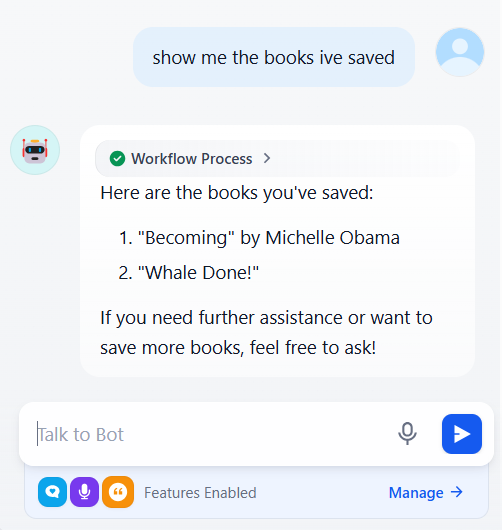 show me the books ive saved
Workflow Process
Here are the books you've saved:
1. "Becoming" by Michelle Obama
2. "Whale Done!"
If you need further assistance or want to
save more books, feel free to ask!
Talk to Bot
Features Enabled
Manage